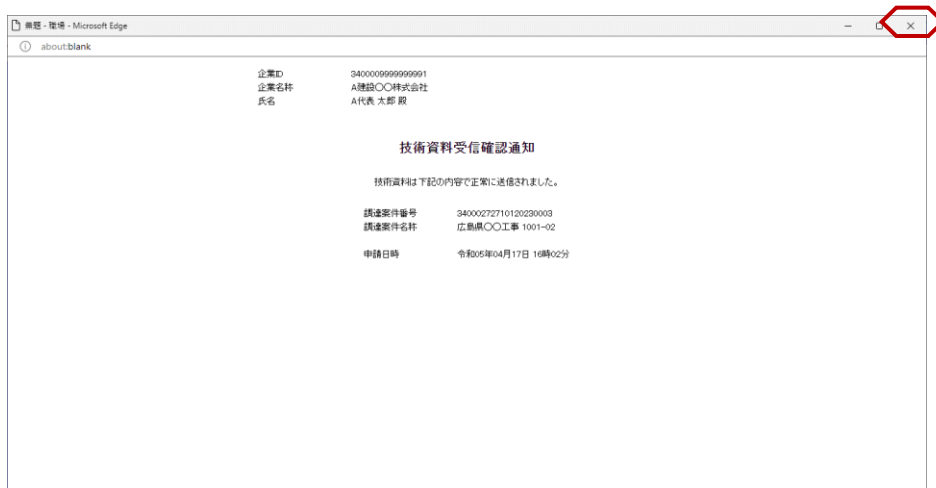 無題 - 職場 - Microsoft Edge
about:blank
企業ID 3400009999999991
企業名称 A建設〇〇株式会社
氏名 A代表 太郎 殿
技術資料受信確認通知
技術資料は下記の内容で正常に送信されました。
調達案件番号 34000272710120230003
調達案件名称 広島県〇〇工事 1001-02
申請日時 令和05年04月17日 16時02分